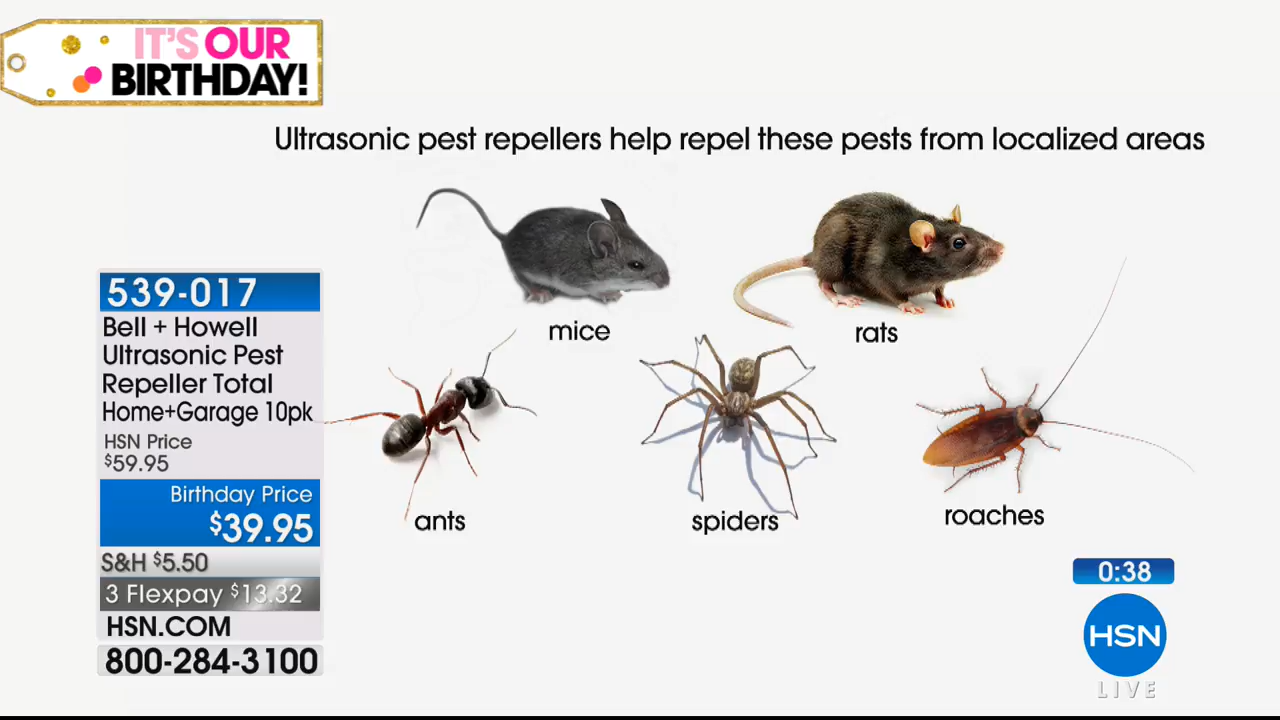 IT'S OUR
BIRTHDAY!
Ultrasonic pest repellers help repel these pests from localized areas
mice
rats
ants
spiders
roaches
539-017
Bell + Howell
Ultrasonic Pest
Repeller Total
Home+Garage 10pk
HSN Price
$59.95
Birthday Price
$39.95
S&H $5.50
3 Flexpay $13.32
HSN.COM
800-284-3100
0:38
HSN
LIVE